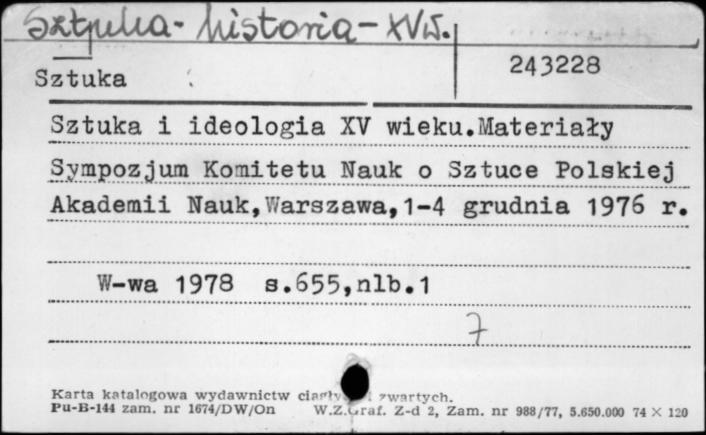 Sztuka - historia - XVw.
243228
Sztuka
Sztuka i ideologia XV wieku.Materiały
Sympozjum Komitetu Nauk o Sztuce Polskiej
Akademii Nauk,Warszawa,1-4 grudnia 1976 r.
W-wa 1978 s.655,nlb.1
7
Karta katalogowa wydawnictw zwartych.
Pu-B-144 zam. nr 1674/DW/On W.Z.Graf. Z-d 2, Zam. nr 988/77, 5.650.000 74 × 120